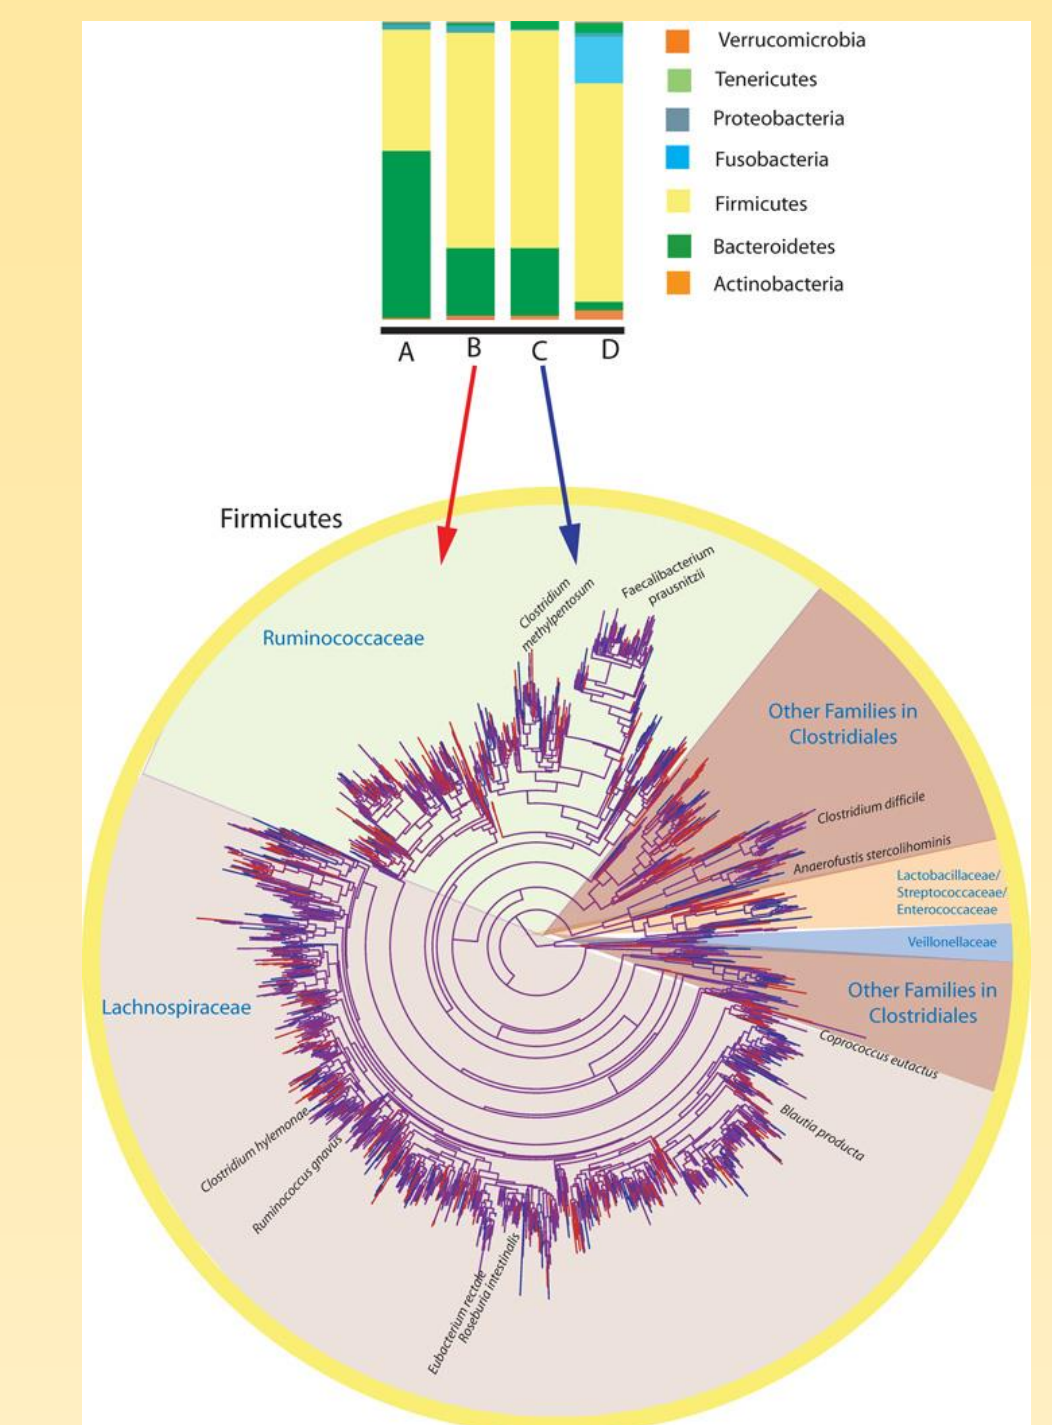 Verrucomicrobia
Tenericutes
Proteobacteria
Fusobacteria
Firmicutes
Bacteroidetes
Actinobacteria
A
B
C
D
Firmicutes
Ruminococcaceae
Clostridium
methylpentosum
Faecalibacterium
prausnitzii
Other Families in
Clostridiales
Clostridium difficile
Anaerofustis stercolihominis
Lactobacillaceae/
Streptococcaceae/
Enterococcaceae
Veillonellaceae
Other Families in
Clostridiales
Lachnospiraceae
Coprococcus eutactus
Blautia producta
Clostridium hylemonae
Ruminococcus gnavus
Eubacterium rectale
Roseburia intestinalis